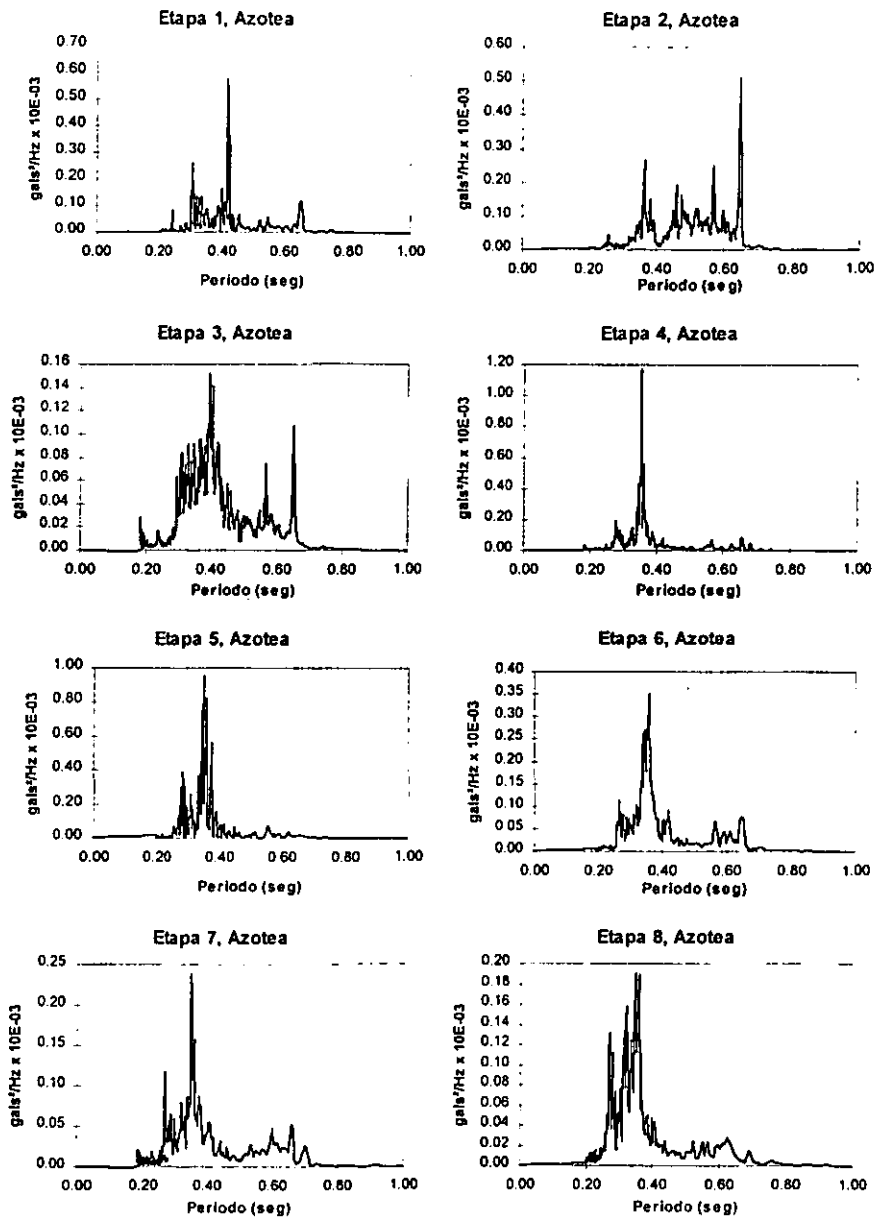 Etapa 1, Azotea
gals²/Hz x 10E-03
0.70
0.60
0.50
0.40
0.30
0.20
0.10
0.00
0.00 0.20 0.40 0.60 0.80 1.00
Periodo (seg)
Etapa 2, Azotea
gals²/Hz x 10E-03
0.60
0.50
0.40
0.30
0.20
0.10
0.00
0.00 0.20 0.40 0.60 0.80 1.00
Periodo (seg)
Etapa 3, Azotea
gals²/Hz x 10E-03
0.16
0.14
0.12
0.10
0.08
0.06
0.04
0.02
0.00
0.00 0.20 0.40 0.60 0.80 1.00
Periodo (seg)
Etapa 4, Azotea
gals²/Hz x 10E-03
1.20
1.00
0.80
0.60
0.40
0.20
0.00
0.00 0.20 0.40 0.60 0.80 1.00
Periodo (seg)
Etapa 5, Azotea
gals²/Hz x 10E-03
1.00
0.80
0.60
0.40
0.20
0.00
0.00 0.20 0.40 0.60 0.80 1.00
Periodo (seg)
Etapa 6, Azotea
gals²/Hz x 10E-03
0.40
0.35
0.30
0.25
0.20
0.15
0.10
0.05
0.00
0.00 0.20 0.40 0.60 0.80 1.00
Periodo (seg)
Etapa 7, Azotea
gals²/Hz x 10E-03
0.25
0.20
0.15
0.10
0.05
0.00
0.00 0.20 0.40 0.60 0.80 1.00
Periodo (seg)
Etapa 8, Azotea
gals²/Hz x 10E-03
0.20
0.18
0.16
0.14
0.12
0.10
0.08
0.06
0.04
0.02
0.00
0.00 0.20 0.40 0.60 0.80 1.00
Periodo (seg)